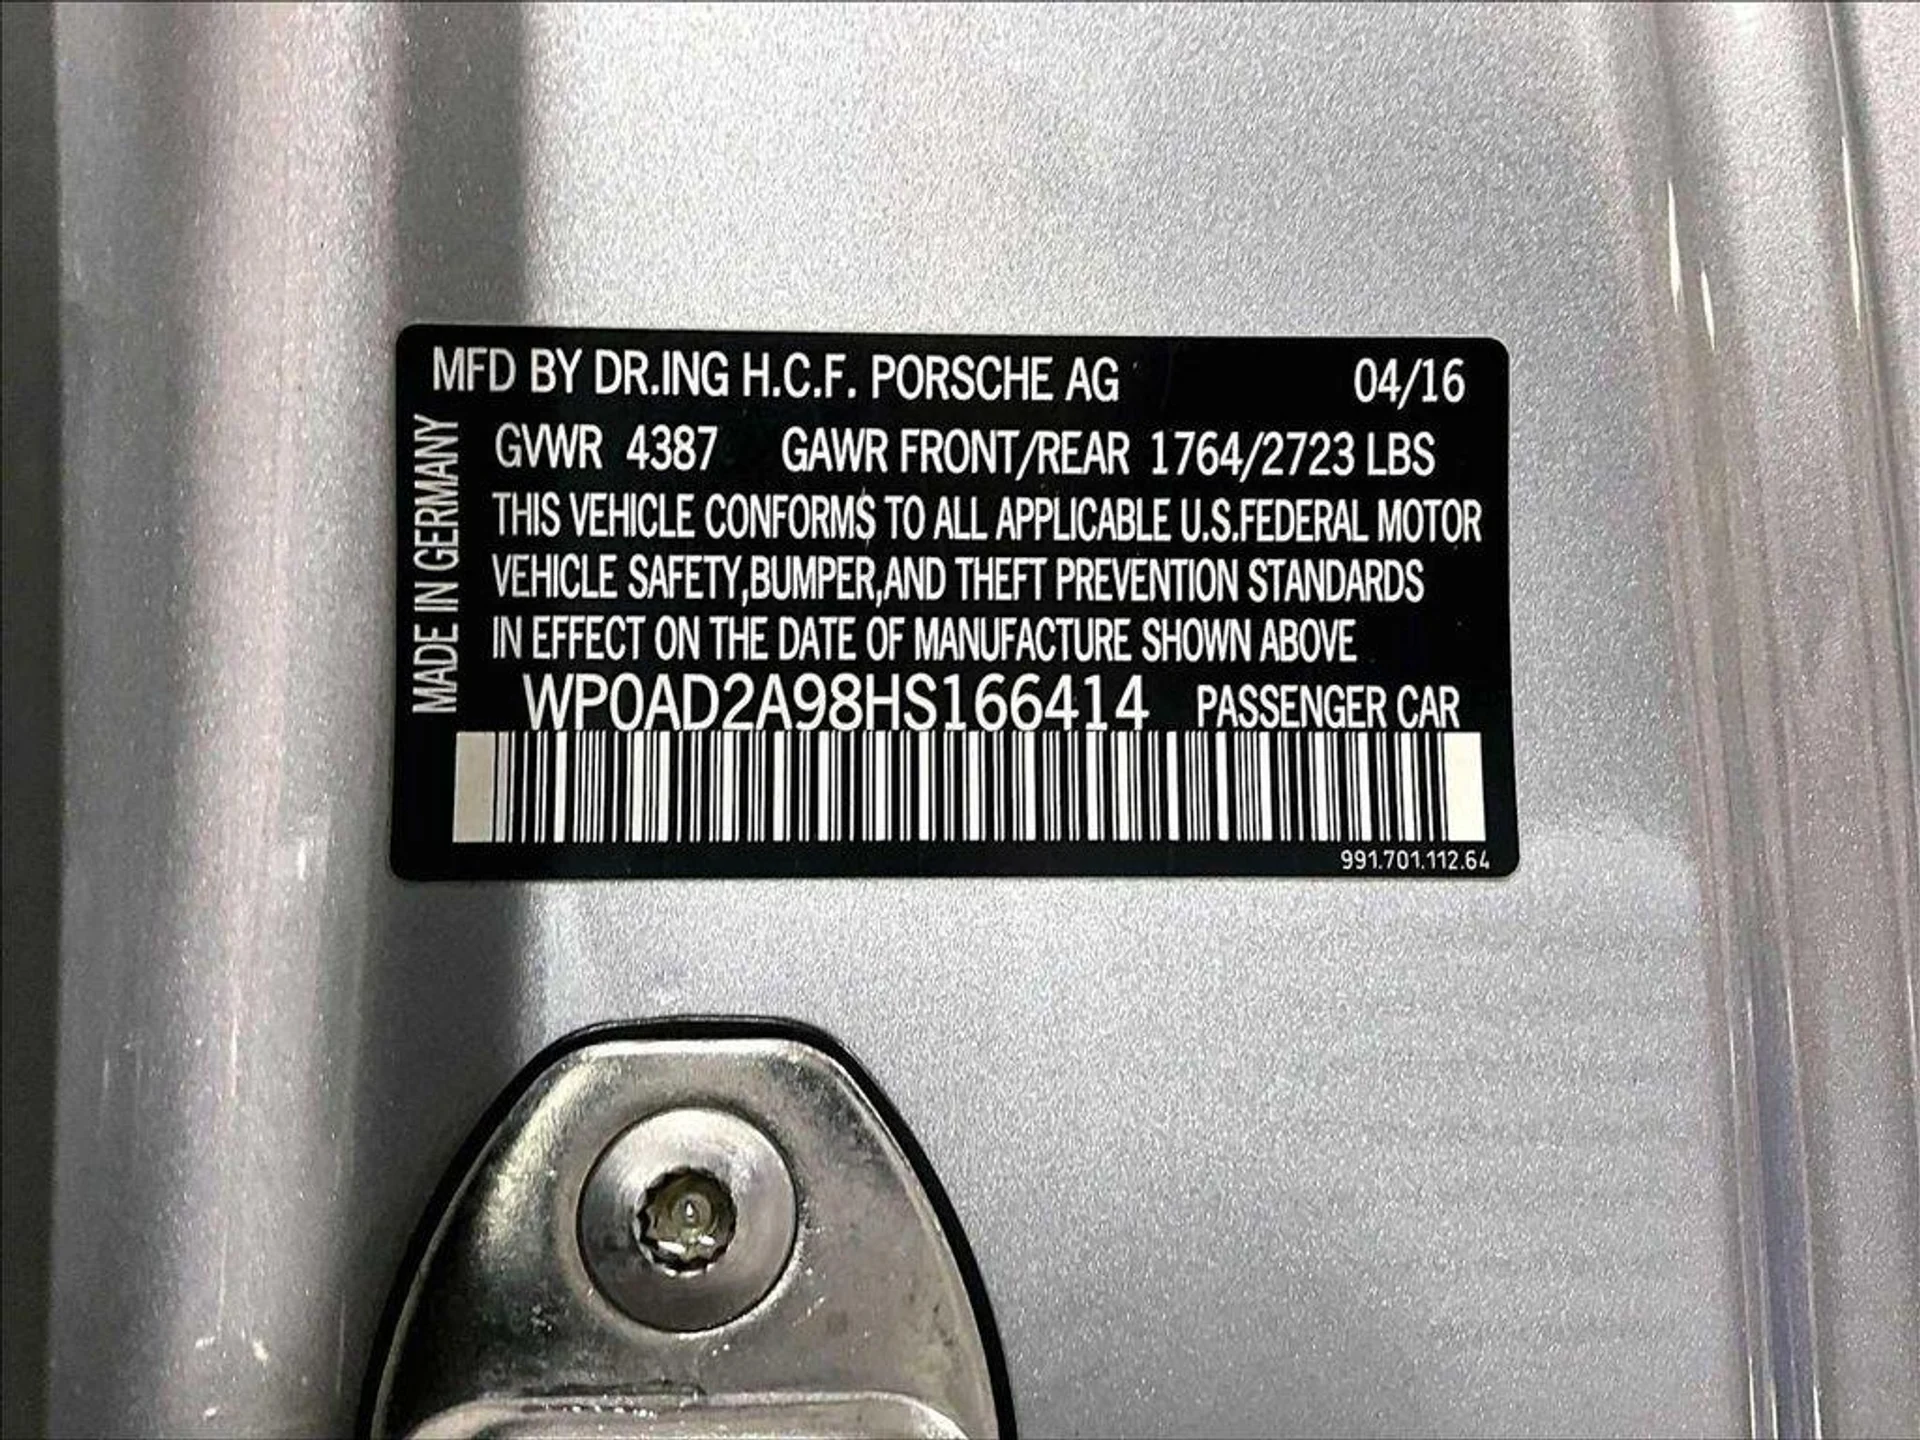 MFD BY DR.ING H.C.F. PORSCHE AG 04/16
MADE IN GERMANY
GVWR 4387 GAWR FRONT/REAR 1764/2723 LBS
THIS VEHICLE CONFORMS TO ALL APPLICABLE U.S.FEDERAL MOTOR
VEHICLE SAFETY,BUMPER,AND THEFT PREVENTION STANDARDS
IN EFFECT ON THE DATE OF MANUFACTURE SHOWN ABOVE
WP0AD2A98HS166414 PASSENGER CAR
991.701.112.64